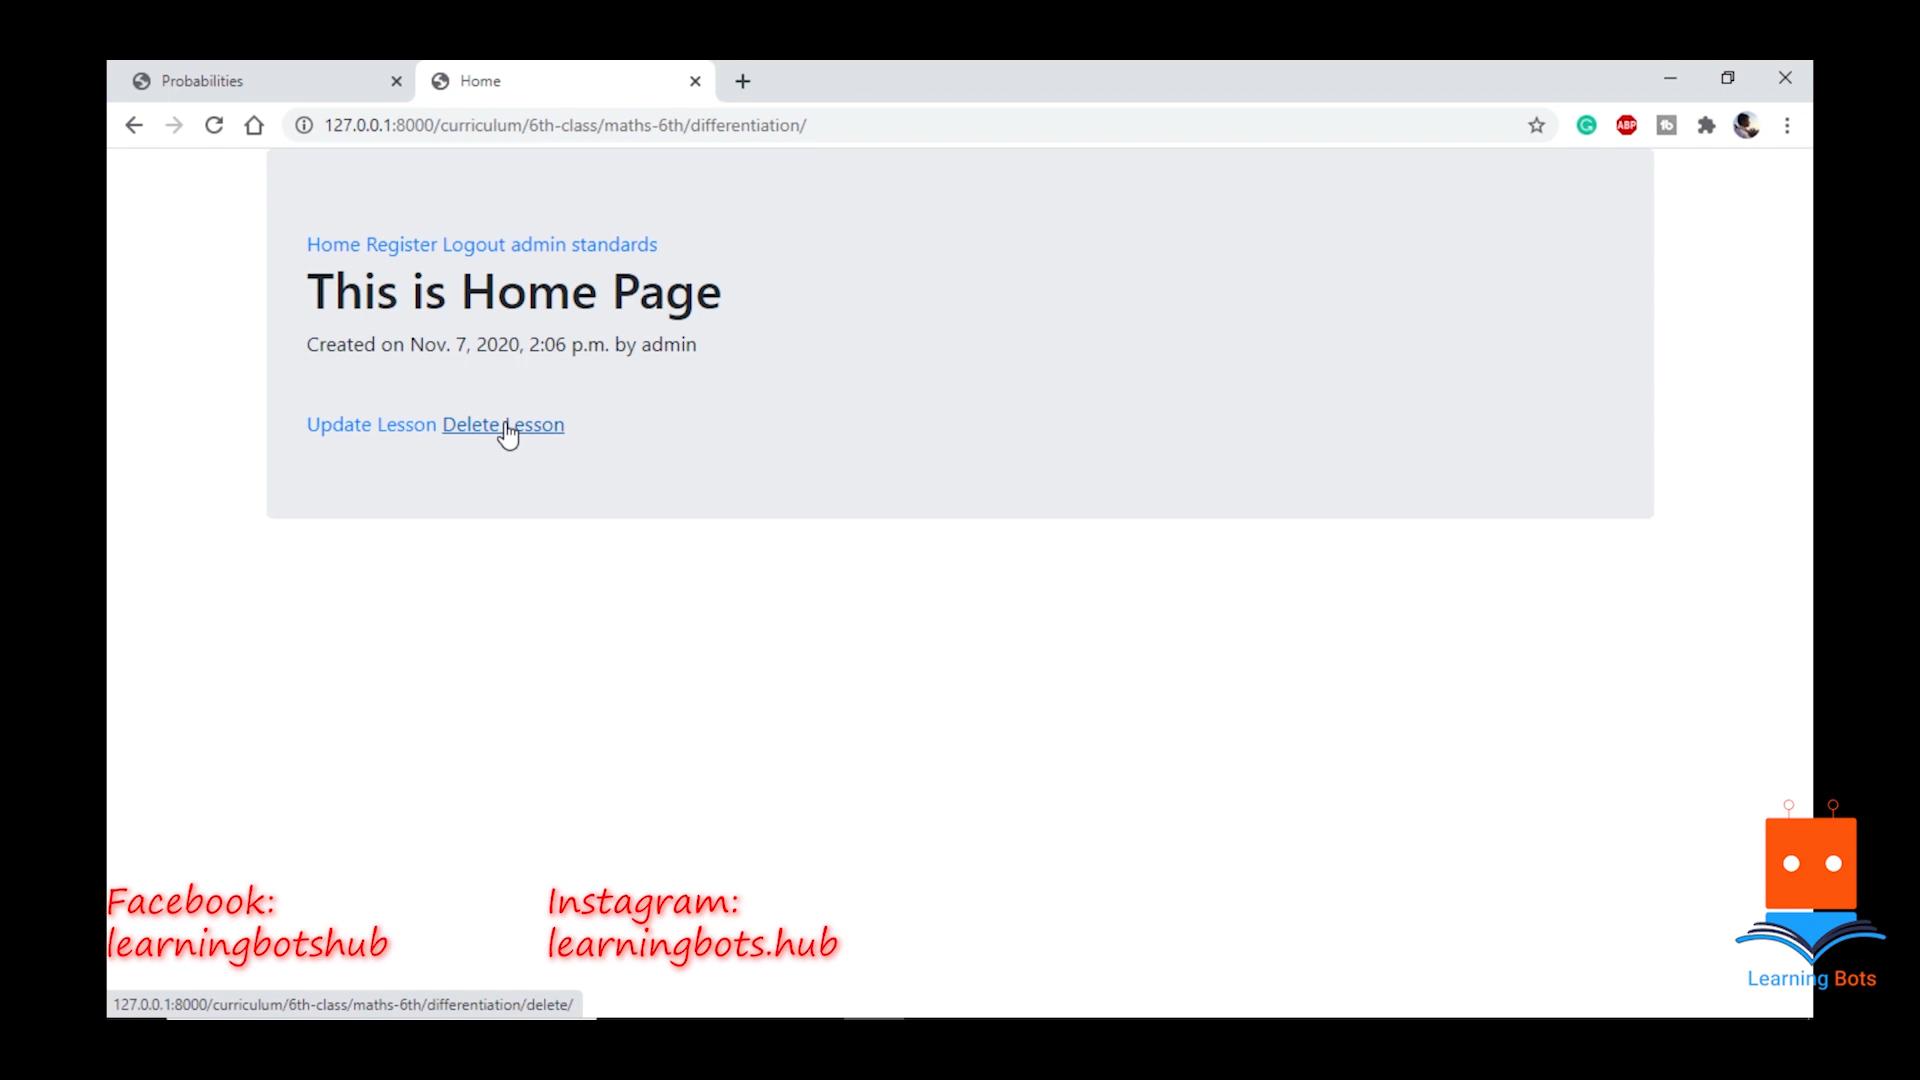 Probabilities
Home
127.0.0.1:8000/curriculum/6th-class/maths-6th/differentiation/
ABP
Home Register Logout admin standards
This is Home Page
Created on Nov. 7, 2020, 2:06 p.m. by admin
Update Lesson Delete Lesson
Facebook:
learningbotshub
Instagram:
learningbots.hub
Learning Bots
127.0.0.1:8000/curriculum/6th-class/maths-6th/differentiation/delete/